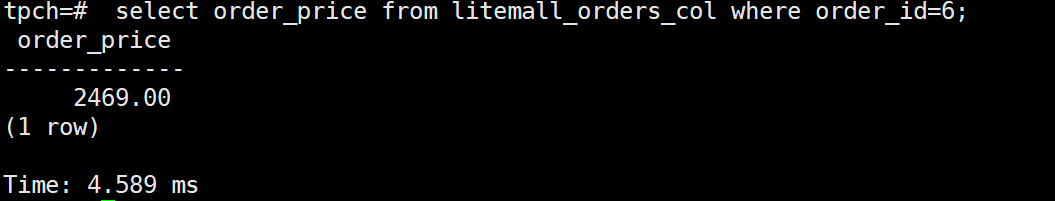 tpch=#  select order_price from litemall_orders_col where order_id=6;
 order_price
-------------
     2469.00
(1 row)

Time: 4.589 ms